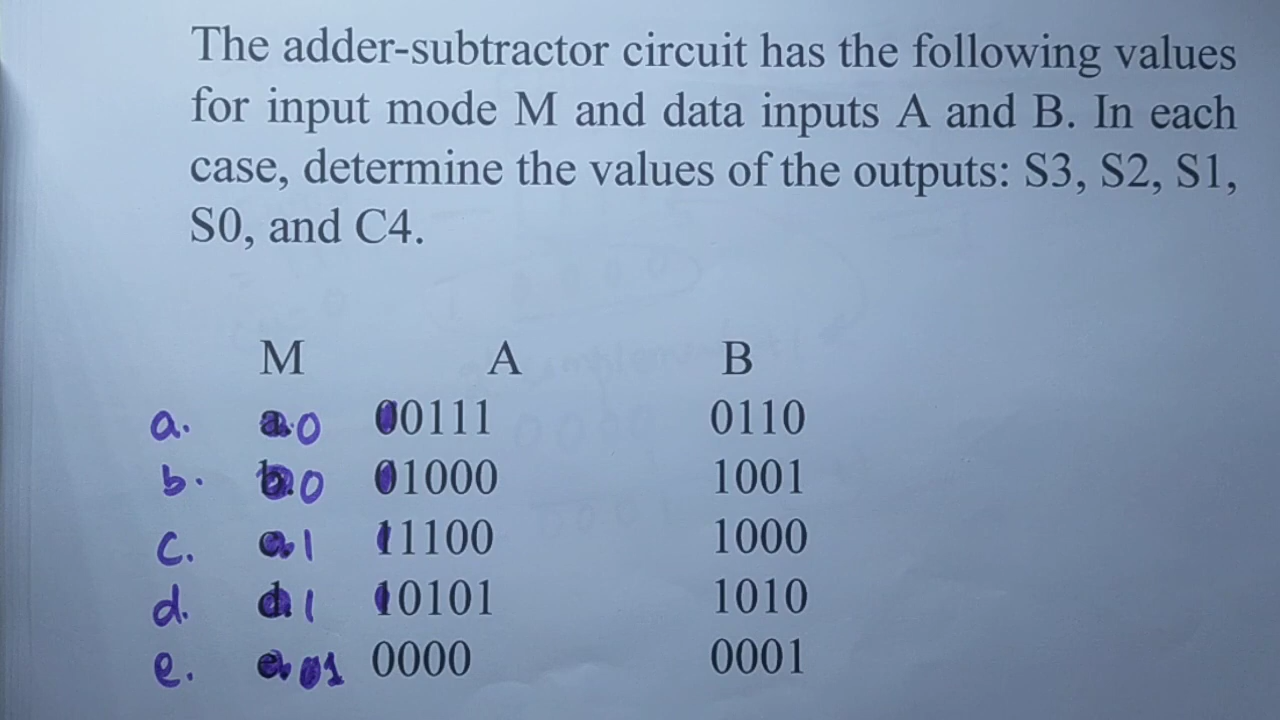 The adder-subtractor circuit has the following values
for input mode M and data inputs A and B. In each
case, determine the values of the outputs: S3, S2, S1,
S0, and C4.
M A B
a. 0 0111 0110
b. 0 1000 1001
c. 1 1100 1000
d. 1 0101 1010
e. 1 0000 0001